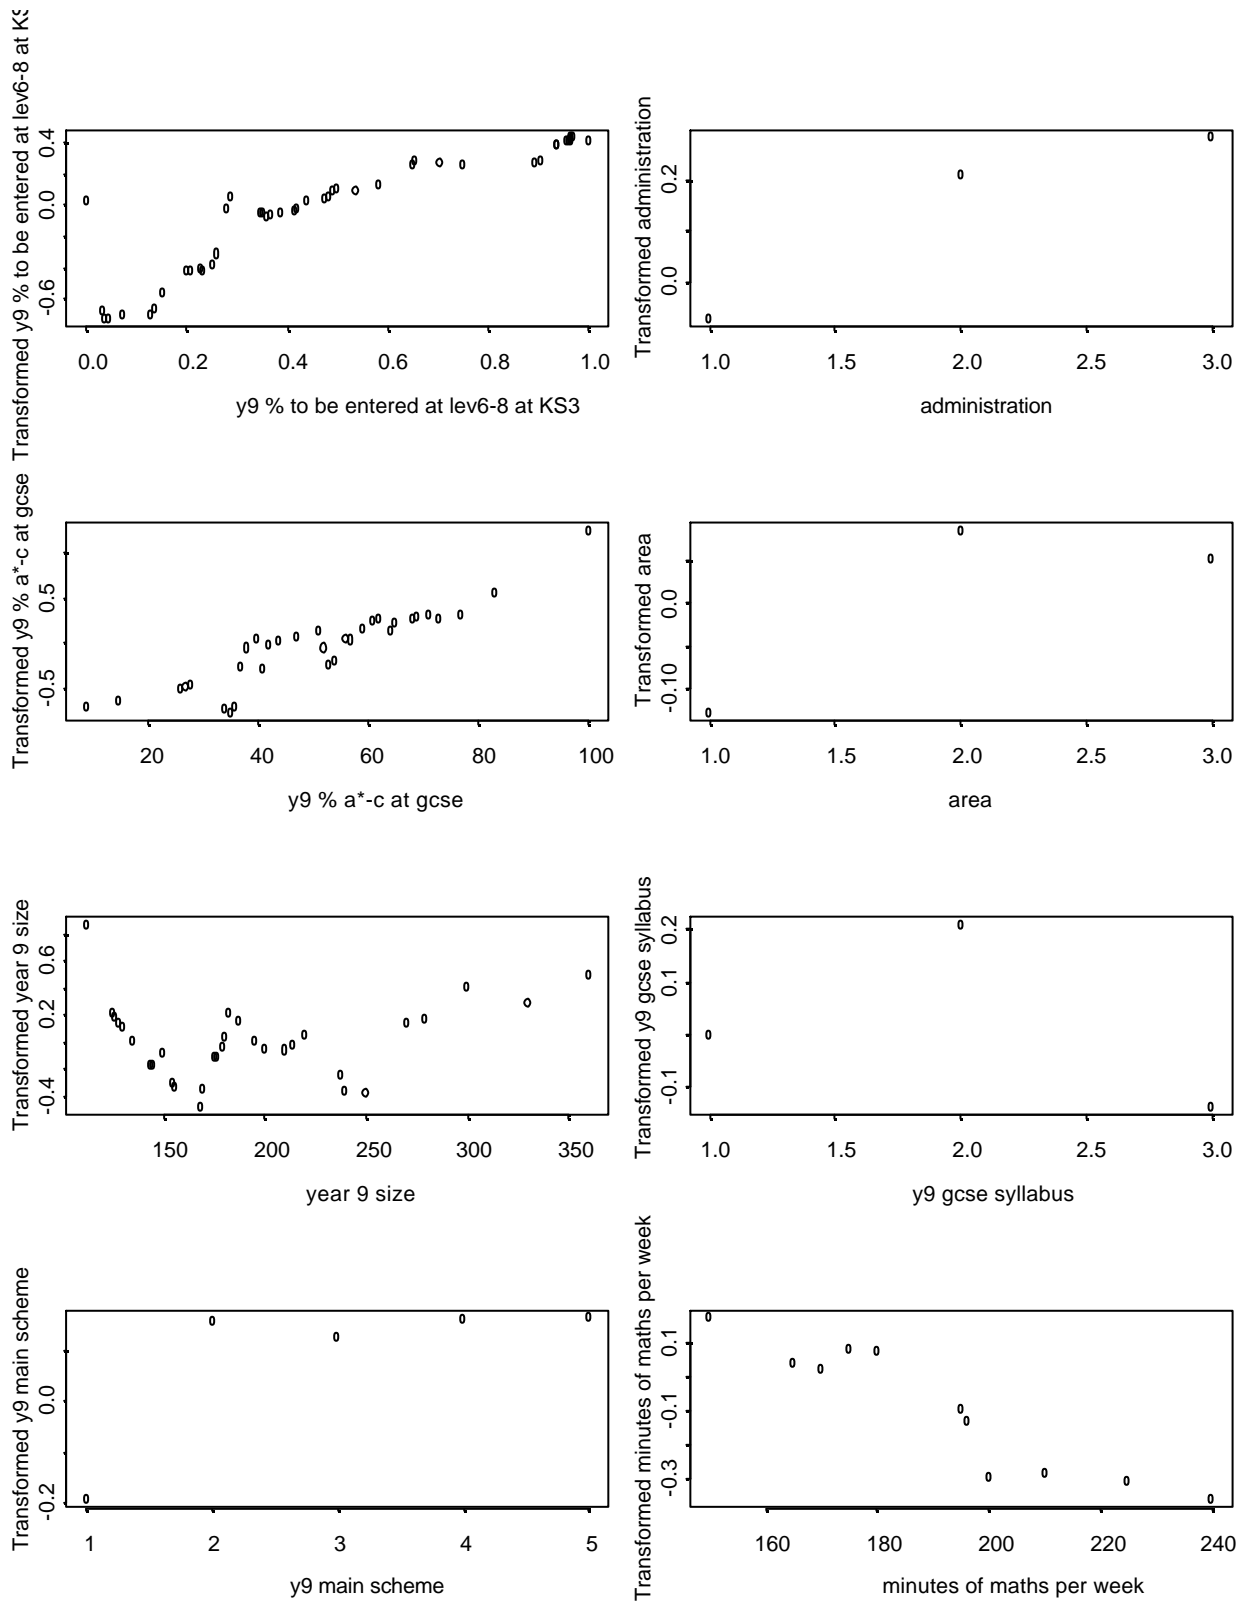 Transformed y9 % to be entered at lev6-8 at KS
0.4
0.0
-0.6
0.0 0.2 0.4 0.6 0.8 1.0
y9 % to be entered at lev6-8 at KS3
Transformed administration
0.2
0.0
1.0 1.5 2.0 2.5 3.0
administration
Transformed y9 % a*-c at gcse
0.5
-0.5
20 40 60 80 100
y9 % a*-c at gcse
Transformed area
0.0
-0.10
1.0 1.5 2.0 2.5 3.0
area
Transformed year 9 size
0.6
0.2
-0.4
150 200 250 300 350
year 9 size
Transformed y9 gcse syllabus
0.2
0.1
-0.1
1.0 1.5 2.0 2.5 3.0
y9 gcse syllabus
Transformed y9 main scheme
0.0
-0.2
1 2 3 4 5
y9 main scheme
Transformed minutes of maths per week
0.1
-0.1
-0.3
160 180 200 220 240
minutes of maths per week